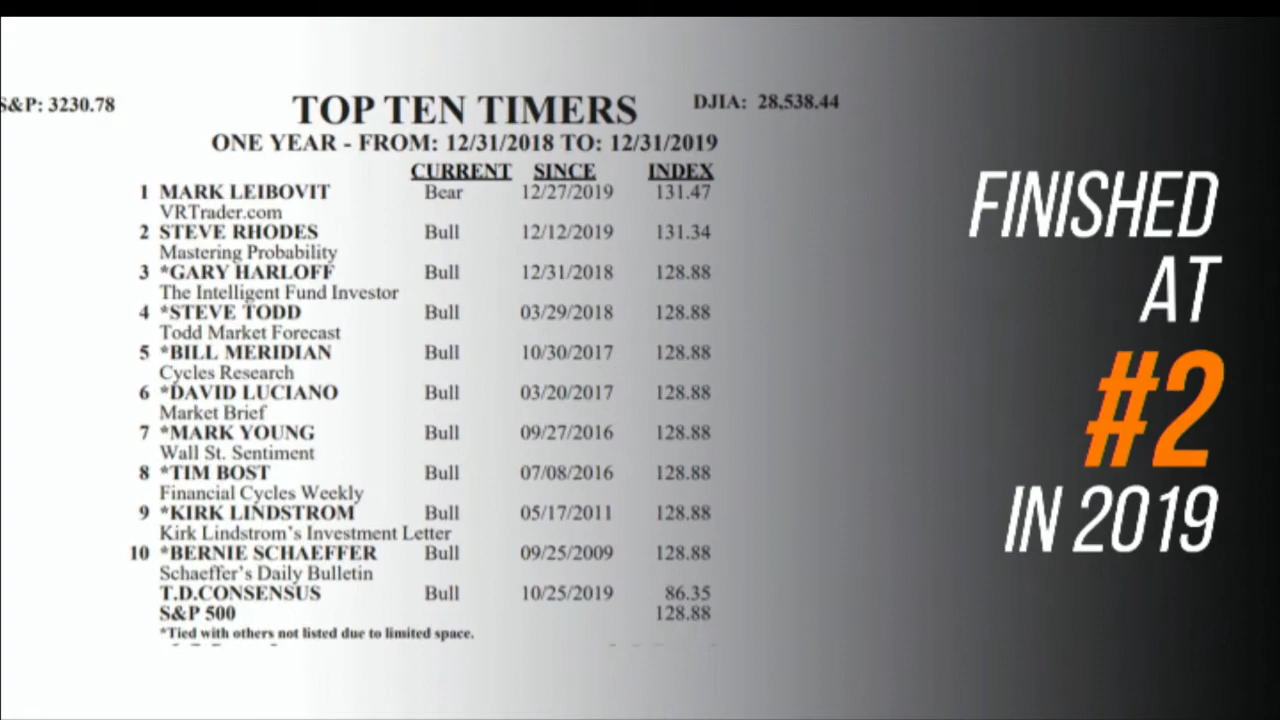 S&P: 3230.78
TOP TEN TIMERS
DJIA: 28,538.44
ONE YEAR - FROM: 12/31/2018 TO: 12/31/2019
CURRENT SINCE INDEX
1 MARK LEIBOVIT Bear 12/27/2019 131.47
VRTrader.com
2 STEVE RHODES Bull 12/12/2019 131.34
Mastering Probability
3 *GARY HARLOFF Bull 12/31/2018 128.88
The Intelligent Fund Investor
4 *STEVE TODD Bull 03/29/2018 128.88
Todd Market Forecast
5 *BILL MERIDIAN Bull 10/30/2017 128.88
Cycles Research
6 *DAVID LUCIANO Bull 03/20/2017 128.88
Market Brief
7 *MARK YOUNG Bull 09/27/2016 128.88
Wall St. Sentiment
8 *TIM BOST Bull 07/08/2016 128.88
Financial Cycles Weekly
9 *KIRK LINDSTROM Bull 05/17/2011 128.88
Kirk Lindstrom's Investment Letter
10 *BERNIE SCHAEFFER Bull 09/25/2009 128.88
Schaeffer's Daily Bulletin
T.D.CONSENSUS Bull 10/25/2019 86.35
S&P 500 128.88
*Tied with others not listed due to limited space.
FINISHED
AT
#2
IN 2019